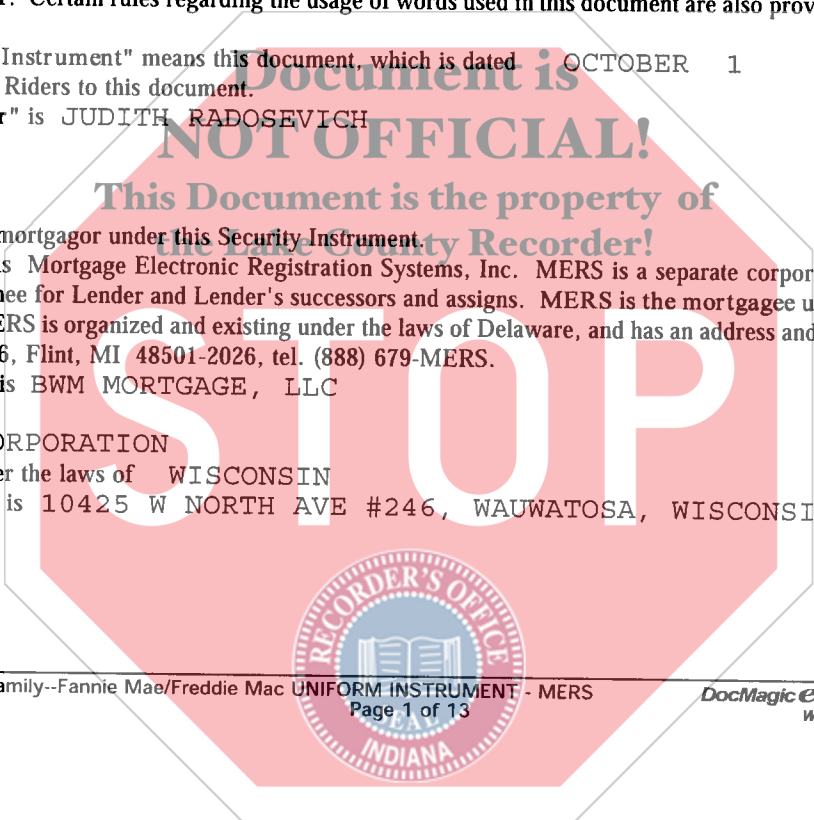 1. Certain rules regarding the usage of words used in this document are also prov
Instrument" means this document, which is dated OCTOBER 1
Riders to this document.
r" is JUDITH RADOSEVICH
Document is
NOT OFFICIAL!
This Document is the property of
the Lake County Recorder!
mortgagor under this Security Instrument.
s Mortgage Electronic Registration Systems, Inc. MERS is a separate corpor
nee for Lender and Lender's successors and assigns. MERS is the mortgagee u
ERS is organized and existing under the laws of Delaware, and has an address and
6, Flint, MI 48501-2026, tel. (888) 679-MERS.
is BWM MORTGAGE, LLC
ORPORATION
er the laws of WISCONSIN
is 10425 W NORTH AVE #246, WAUWATOSA, WISCONSI
STOP
RECORDER'S OFFICE
SEAL
INDIANA
amily--Fannie Mae/Freddie Mac UNIFORM INSTRUMENT - MERS
DocMagic e
Page 1 of 13
w